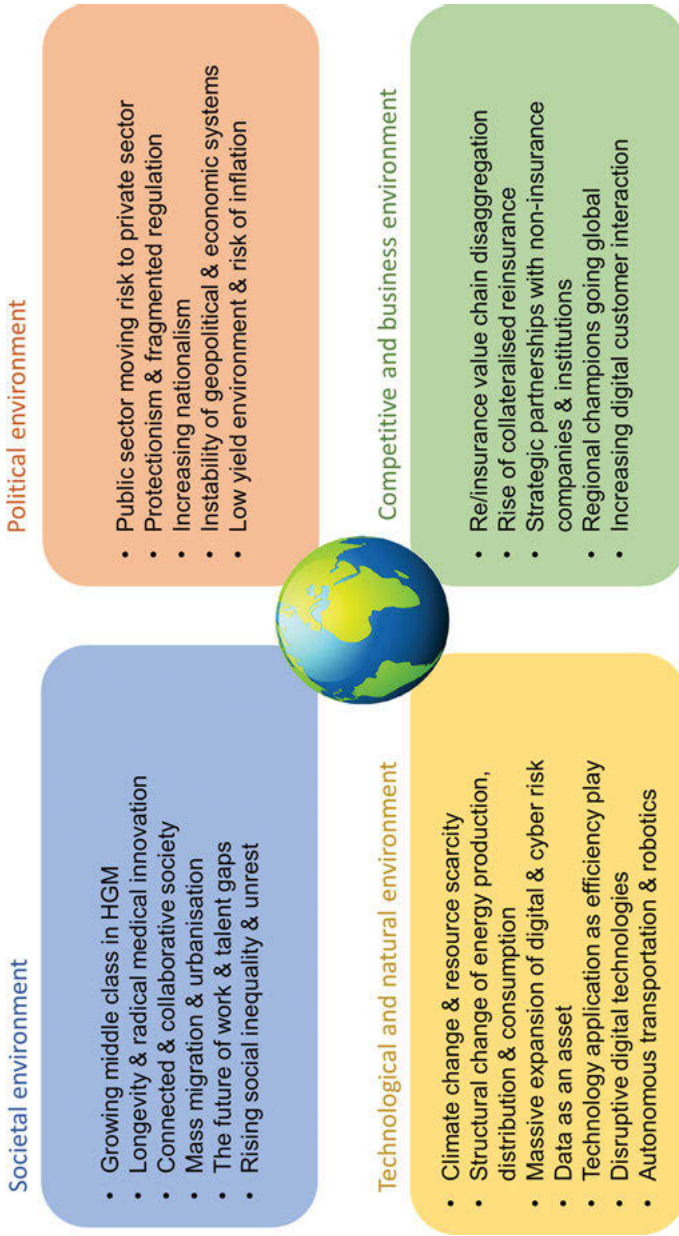 Societal environment
• Growing middle class in HGM
• Longevity & radical medical innovation
• Connected & collaborative society
• Mass migration & urbanisation
• The future of work & talent gaps
• Rising social inequality & unrest
Political environment
• Public sector moving risk to private sector
• Protectionism & fragmented regulation
• Increasing nationalism
• Instability of geopolitical & economic systems
• Low yield environment & risk of inflation
Technological and natural environment
• Climate change & resource scarcity
• Structural change of energy production,
distribution & consumption
• Massive expansion of digital & cyber risk
• Data as an asset
• Technology application as efficiency play
• Disruptive digital technologies
• Autonomous transportation & robotics
Competitive and business environment
• Re/insurance value chain disaggregation
• Rise of collateralised reinsurance
• Strategic partnerships with non-insurance
companies & institutions
• Regional champions going global
• Increasing digital customer interaction